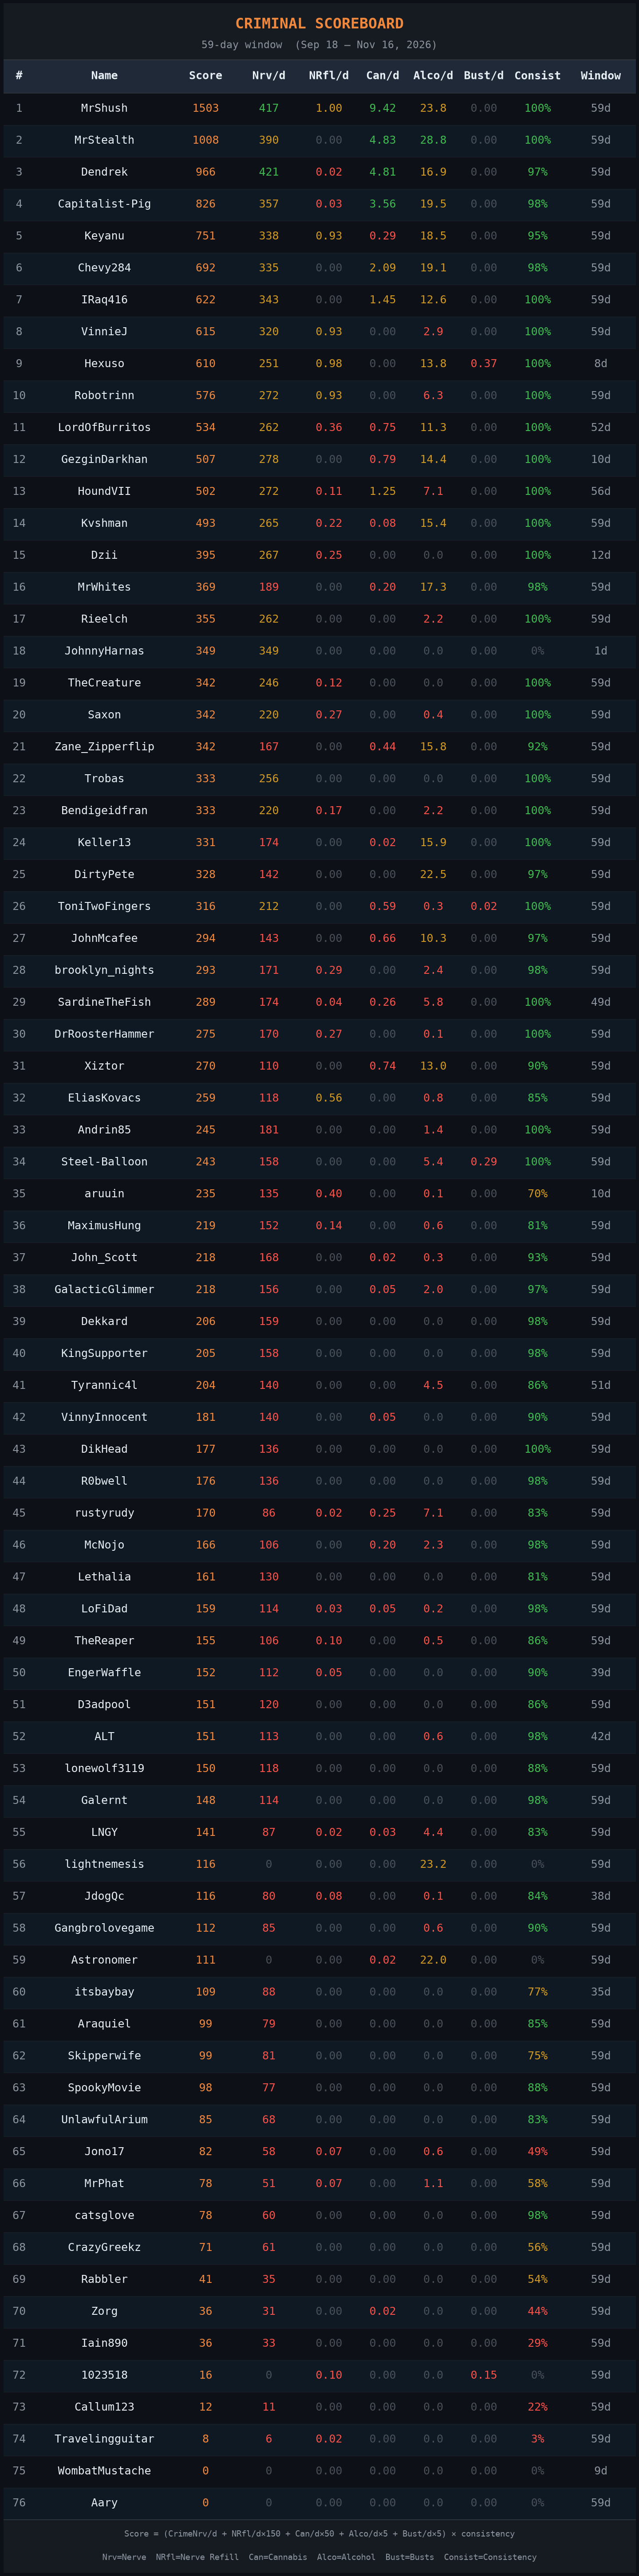 CRIMINAL SCOREBOARD
59-day window (Sep 18 — Nov 16, 2026)
# Name Score Nrv/d NRfl/d Can/d Alco/d Bust/d Consist Window
1 MrShush 1503 417 1.00 9.42 23.8 0.00 100% 59d
2 MrStealth 1008 390 0.00 4.83 28.8 0.00 100% 59d
3 Dendrek 966 421 0.02 4.81 16.9 0.00 97% 59d
4 Capitalist-Pig 826 357 0.03 3.56 19.5 0.00 98% 59d
5 Keyanu 751 338 0.93 0.29 18.5 0.00 95% 59d
6 Chevy284 692 335 0.00 2.09 19.1 0.00 98% 59d
7 IRaq416 622 343 0.00 1.45 12.6 0.00 100% 59d
8 VinnieJ 615 320 0.93 0.00 2.9 0.00 100% 59d
9 Hexuso 610 251 0.98 0.00 13.8 0.37 100% 8d
10 Robotrinn 576 272 0.93 0.00 6.3 0.00 100% 59d
11 LordOfBurritos 534 262 0.36 0.75 11.3 0.00 100% 52d
12 GezginDarkhan 507 278 0.00 0.79 14.4 0.00 100% 10d
13 HoundVII 502 272 0.11 1.25 7.1 0.00 100% 56d
14 Kvshman 493 265 0.22 0.08 15.4 0.00 100% 59d
15 Dzii 395 267 0.25 0.00 0.0 0.00 100% 12d
16 MrWhites 369 189 0.00 0.20 17.3 0.00 98% 59d
17 Rieelch 355 262 0.00 0.00 2.2 0.00 100% 59d
18 JohnnyHarnas 349 349 0.00 0.00 0.0 0.00 0% 1d
19 TheCreature 342 246 0.12 0.00 0.0 0.00 100% 59d
20 Saxon 342 220 0.27 0.00 0.4 0.00 100% 59d
21 Zane_Zipperflip 342 167 0.00 0.44 15.8 0.00 92% 59d
22 Trobas 333 256 0.00 0.00 0.0 0.00 100% 59d
23 Bendigeidfran 333 220 0.17 0.00 2.2 0.00 100% 59d
24 Keller13 331 174 0.00 0.02 15.9 0.00 100% 59d
25 DirtyPete 328 142 0.00 0.00 22.5 0.00 97% 59d
26 ToniTwoFingers 316 212 0.00 0.59 0.3 0.02 100% 59d
27 JohnMcafee 294 143 0.00 0.66 10.3 0.00 97% 59d
28 brooklyn_nights 293 171 0.29 0.00 2.4 0.00 98% 59d
29 SardineTheFish 289 174 0.04 0.26 5.8 0.00 100% 49d
30 DrRoosterHammer 275 170 0.27 0.00 0.1 0.00 100% 59d
31 Xiztor 270 110 0.00 0.74 13.0 0.00 90% 59d
32 EliasKovacs 259 118 0.56 0.00 0.8 0.00 85% 59d
33 Andrin85 245 181 0.00 0.00 1.4 0.00 100% 59d
34 Steel-Balloon 243 158 0.00 0.00 5.4 0.29 100% 59d
35 aruuin 235 135 0.40 0.00 0.1 0.00 70% 10d
36 MaximusHung 219 152 0.14 0.00 0.6 0.00 81% 59d
37 John_Scott 218 168 0.00 0.02 0.3 0.00 93% 59d
38 GalacticGlimmer 218 156 0.00 0.05 2.0 0.00 97% 59d
39 Dekkard 206 159 0.00 0.00 0.0 0.00 98% 59d
40 KingSupporter 205 158 0.00 0.00 0.0 0.00 98% 59d
41 Tyrannic4l 204 140 0.00 0.00 4.5 0.00 86% 51d
42 VinnyInnocent 181 140 0.00 0.05 0.0 0.00 90% 59d
43 DikHead 177 136 0.00 0.00 0.0 0.00 100% 59d
44 R0bwell 176 136 0.00 0.00 0.0 0.00 98% 59d
45 rustyrudy 170 86 0.02 0.25 7.1 0.00 83% 59d
46 McNojo 166 106 0.00 0.20 2.3 0.00 98% 59d
47 Lethalia 161 130 0.00 0.00 0.0 0.00 81% 59d
48 LoFiDad 159 114 0.03 0.05 0.2 0.00 98% 59d
49 TheReaper 155 106 0.10 0.00 0.5 0.00 86% 59d
50 EngerWaffle 152 112 0.05 0.00 0.0 0.00 90% 39d
51 D3adpool 151 120 0.00 0.00 0.0 0.00 86% 59d
52 ALT 151 113 0.00 0.00 0.6 0.00 98% 42d
53 lonewolf3119 150 118 0.00 0.00 0.0 0.00 88% 59d
54 Galernt 148 114 0.00 0.00 0.0 0.00 98% 59d
55 LNGY 141 87 0.02 0.03 4.4 0.00 83% 59d
56 lightnemesis 116 0 0.00 0.00 23.2 0.00 0% 59d
57 JdogQc 116 80 0.08 0.00 0.1 0.00 84% 38d
58 Gangbrolovegame 112 85 0.00 0.00 0.6 0.00 90% 59d
59 Astronomer 111 0 0.00 0.02 22.0 0.00 0% 59d
60 itsbaybay 109 88 0.00 0.00 0.0 0.00 77% 35d
61 Araquiel 99 79 0.00 0.00 0.0 0.00 85% 59d
62 Skipperwife 99 81 0.00 0.00 0.0 0.00 75% 59d
63 SpookyMovie 98 77 0.00 0.00 0.0 0.00 88% 59d
64 UnlawfulArium 85 68 0.00 0.00 0.0 0.00 83% 59d
65 Jono17 82 58 0.07 0.00 0.6 0.00 49% 59d
66 MrPhat 78 51 0.07 0.00 1.1 0.00 58% 59d
67 catsglove 78 60 0.00 0.00 0.0 0.00 98% 59d
68 CrazyGreekz 71 61 0.00 0.00 0.0 0.00 56% 59d
69 Rabbler 41 35 0.00 0.00 0.0 0.00 54% 59d
70 Zorg 36 31 0.00 0.02 0.0 0.00 44% 59d
71 Iain890 36 33 0.00 0.00 0.0 0.00 29% 59d
72 1023518 16 0 0.10 0.00 0.0 0.15 0% 59d
73 Callum123 12 11 0.00 0.00 0.0 0.00 22% 59d
74 Travelingguitar 8 6 0.02 0.00 0.0 0.00 3% 59d
75 WombatMustache 0 0 0.00 0.00 0.0 0.00 0% 9d
76 Aary 0 0 0.00 0.00 0.0 0.00 0% 59d
Score = (CrimeNrv/d + NRfl/d×150 + Can/d×50 + Alco/d×5 + Bust/d×5) × consistency
Nrv=Nerve NRfl=Nerve Refill Can=Cannabis Alco=Alcohol Bust=Busts Consist=Consistency